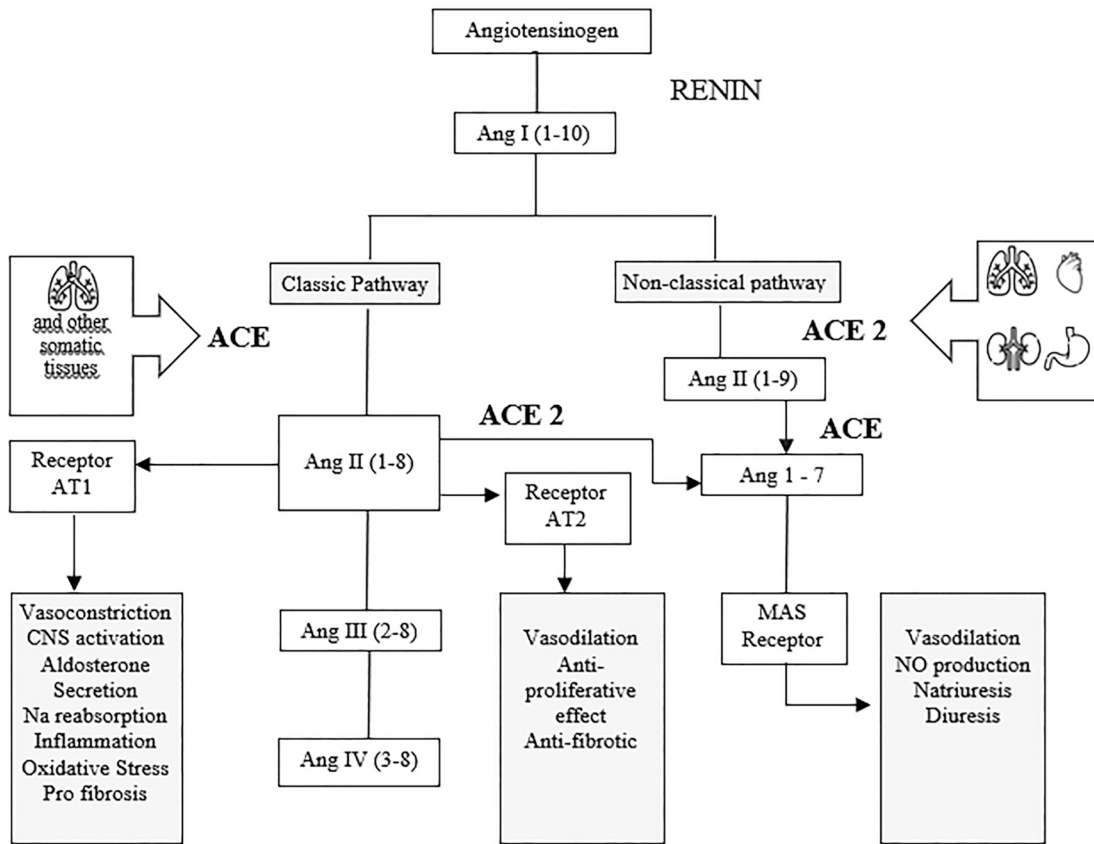 Angiotensinogen
RENIN
Ang I (1-10)
Classic Pathway
Non-classical pathway
and other
somatic
tissues
ACE
ACE 2
Ang II (1-9)
ACE 2
ACE
Receptor
AT1
Ang II (1-8)
Receptor
AT2
Ang 1 - 7
Vasoconstriction
CNS activation
Aldosterone
Secretion
Na reabsorption
Inflammation
Oxidative Stress
Pro fibrosis
Ang III (2-8)
Ang IV (3-8)
Vasodilation
Anti-
proliferative
effect
Anti-fibrotic
MAS
Receptor
Vasodilation
NO production
Natriuresis
Diuresis